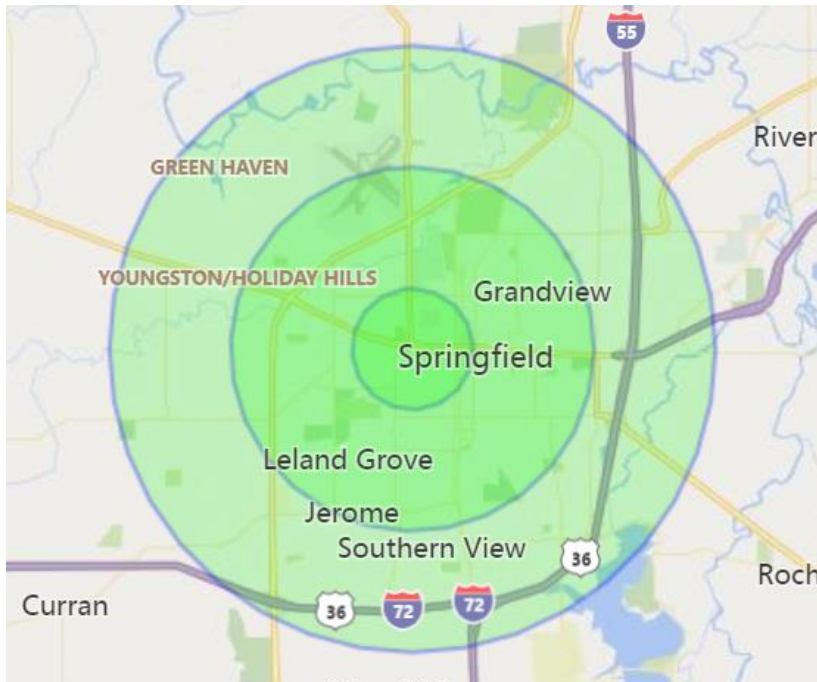 55
River
GREEN HAVEN
YOUNGSTON/HOLIDAY HILLS
Grandview
Springfield
Leland Grove
Jerome
Southern View
36
Roch
Curran
36
72
72